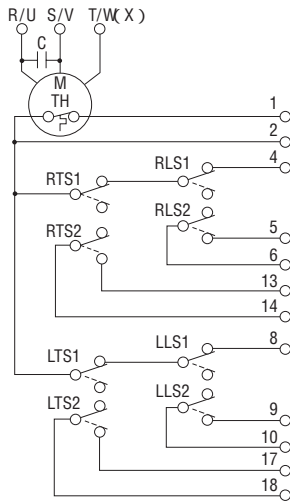 R/U S/V T/W(X)
C
M
TH
1
2
RLS1 4
RTS1
RLS2
RTS2 5
6
13
14
8
LTS1 LLS1
LLS2
LTS2 9
10
17
18